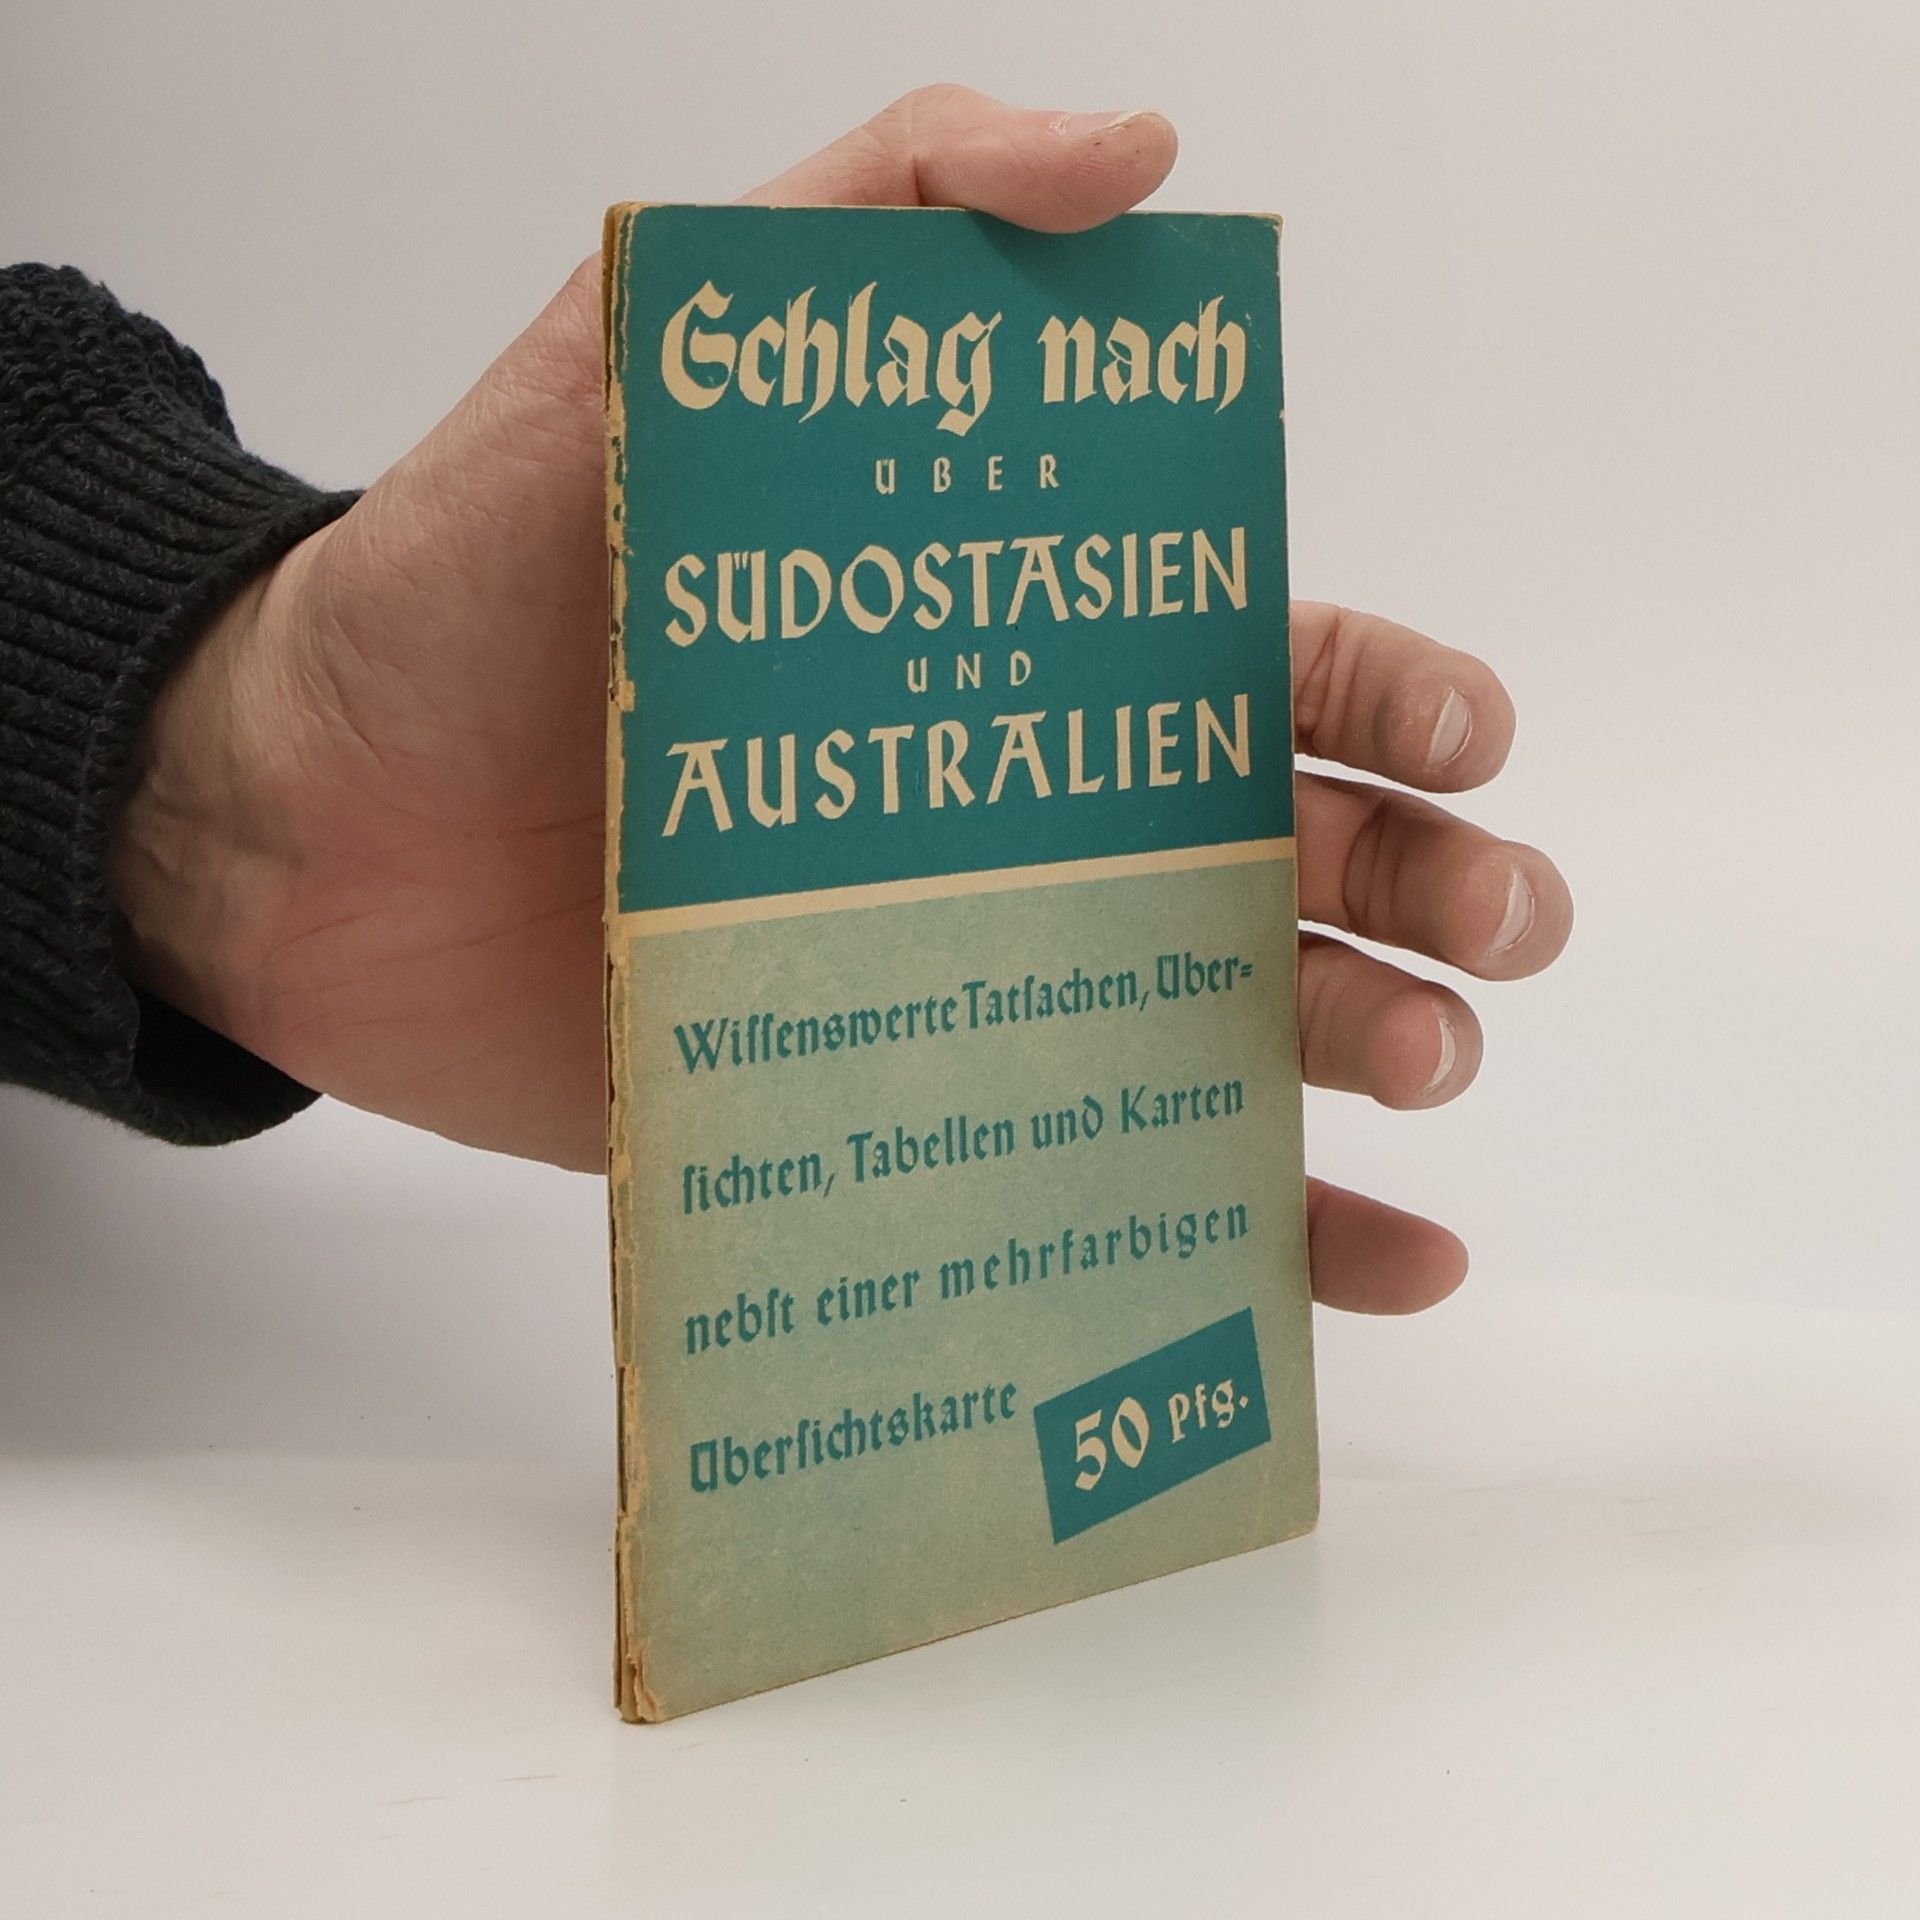 Schlag nach
ÜBER
SÜDOSTASIEN
UND
AUSTRALIEN
Wiſſenswerte Tatſachen, Über=
ſichten, Tabellen und Karten
nebſt einer mehrfarbigen
Überſichtskarte
50 Pfg.